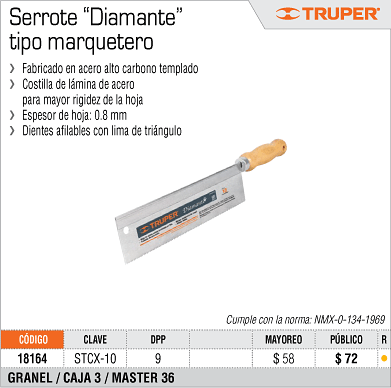 Serrote “Diamante”
tipo marquetero
TRUPER®
Fabricado en acero alto carbono templado
Costilla de lámina de acero
para mayor rigidez de la hoja
Espesor de hoja: 0.8 mm
Dientes afilables con lima de triángulo
TRUPER
Diamante
Cumple con la norma: NMX-O-134-1969
CÓDIGO CLAVE DPP MAYOREO PÚBLICO R
18164 STCX-10 9 $ 58 $ 72
GRANEL / CAJA 3 / MASTER 36